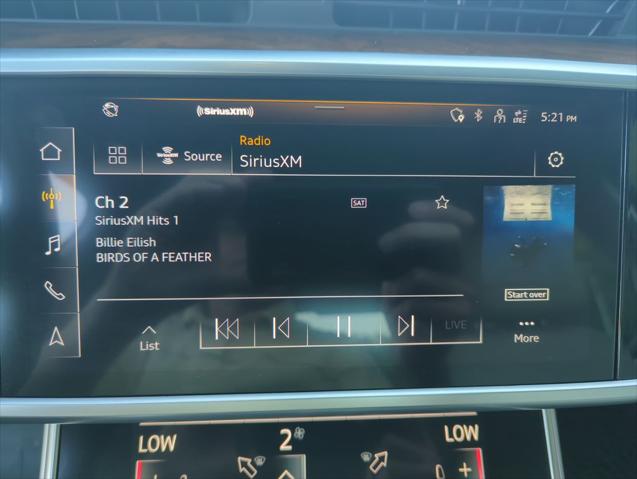 ((SiriusXM))
LTE
5:21 PM
Radio
Source
SiriusXM
Ch 2
SAT
SiriusXM Hits 1
Billie Eilish
BIRDS OF A FEATHER
Start over
LIVE
List
More
LOW
2
LOW